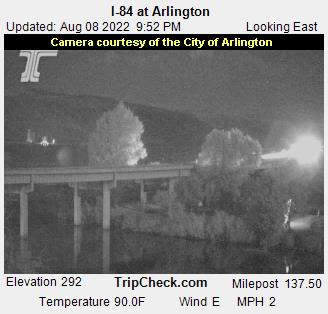 I-84 at Arlington
Updated: Aug 08 2022 9:52 PM Looking East
Camera courtesy of the City of Arlington
Elevation 292 TripCheck.com Milepost 137.50
Temperature 90.0F Wind E MPH 2